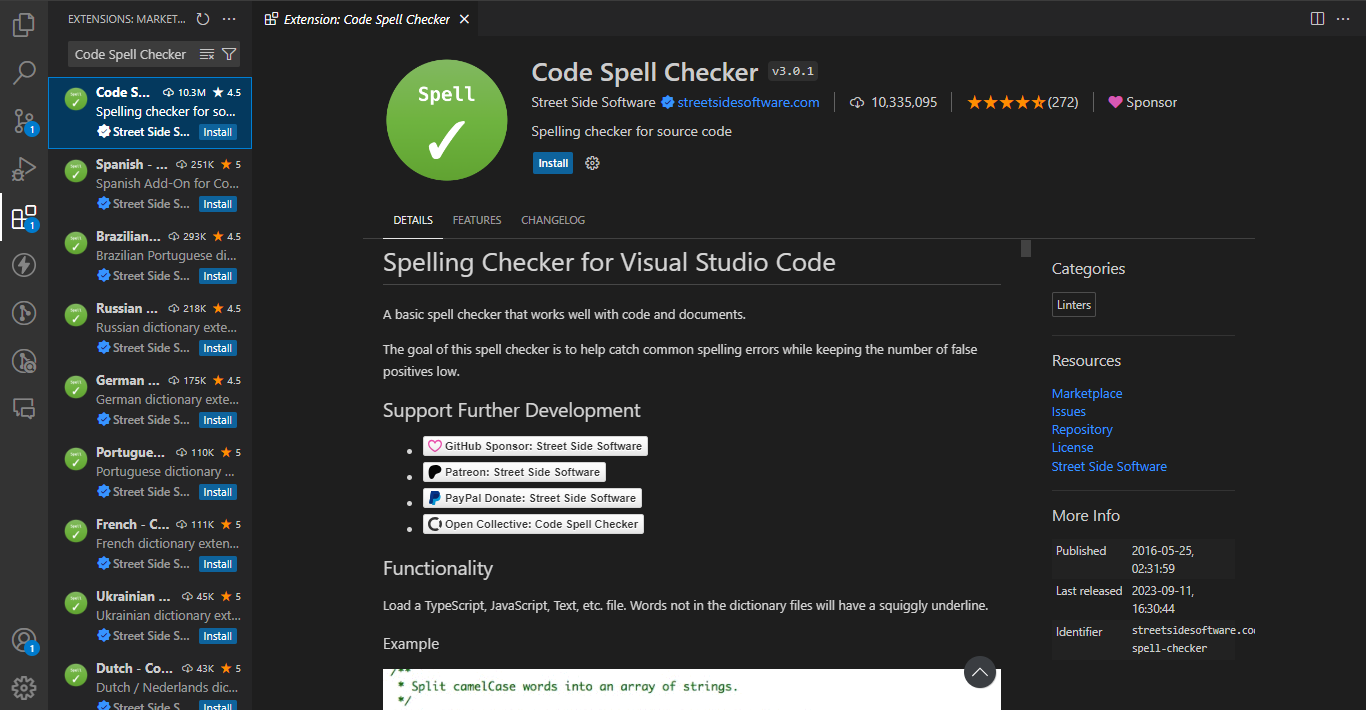 EXTENSIONS: MARKET...
Code Spell Checker
Code S... 10.3M 4.5
Spelling checker for so...
Street Side S... Install
Spanish - ... 251K 5
Spanish Add-On for Co...
Street Side S... Install
Brazilian... 293K 4.5
Brazilian Portuguese di...
Street Side S... Install
Russian ... 218K 4.5
Russian dictionary exte...
Street Side S... Install
German ... 175K 4.5
German dictionary exte...
Street Side S... Install
Portugue... 110K 5
Portuguese dictionary ...
Street Side S... Install
French - C... 111K 5
French dictionary exten...
Street Side S... Install
Ukrainian ... 45K 5
Ukrainian dictionary ext...
Street Side S... Install
Dutch - Co... 43K 5
Dutch / Nederlands dic...
Street Side S... Install
1
1
1
Extension: Code Spell Checker
Spell
Code Spell Checker v3.0.1
Street Side Software streetsidesoftware.com 10,335,095 (272) Sponsor
Spelling checker for source code
Install
DETAILS FEATURES CHANGELOG
Spelling Checker for Visual Studio Code
A basic spell checker that works well with code and documents.
The goal of this spell checker is to help catch common spelling errors while keeping the number of false
positives low.
Support Further Development
GitHub Sponsor: Street Side Software
Patreon: Street Side Software
PayPal Donate: Street Side Software
Open Collective: Code Spell Checker
Functionality
Load a TypeScript, JavaScript, Text, etc. file. Words not in the dictionary files will have a squiggly underline.
Example
/**
* Split camelCase words into an array of strings.
*/
Categories
Linters
Resources
Marketplace
Issues
Repository
License
Street Side Software
More Info
Published 2016-05-25,
02:31:59
Last released 2023-09-11,
16:30:44
Identifier streetsidesoftware.co
spell-checker